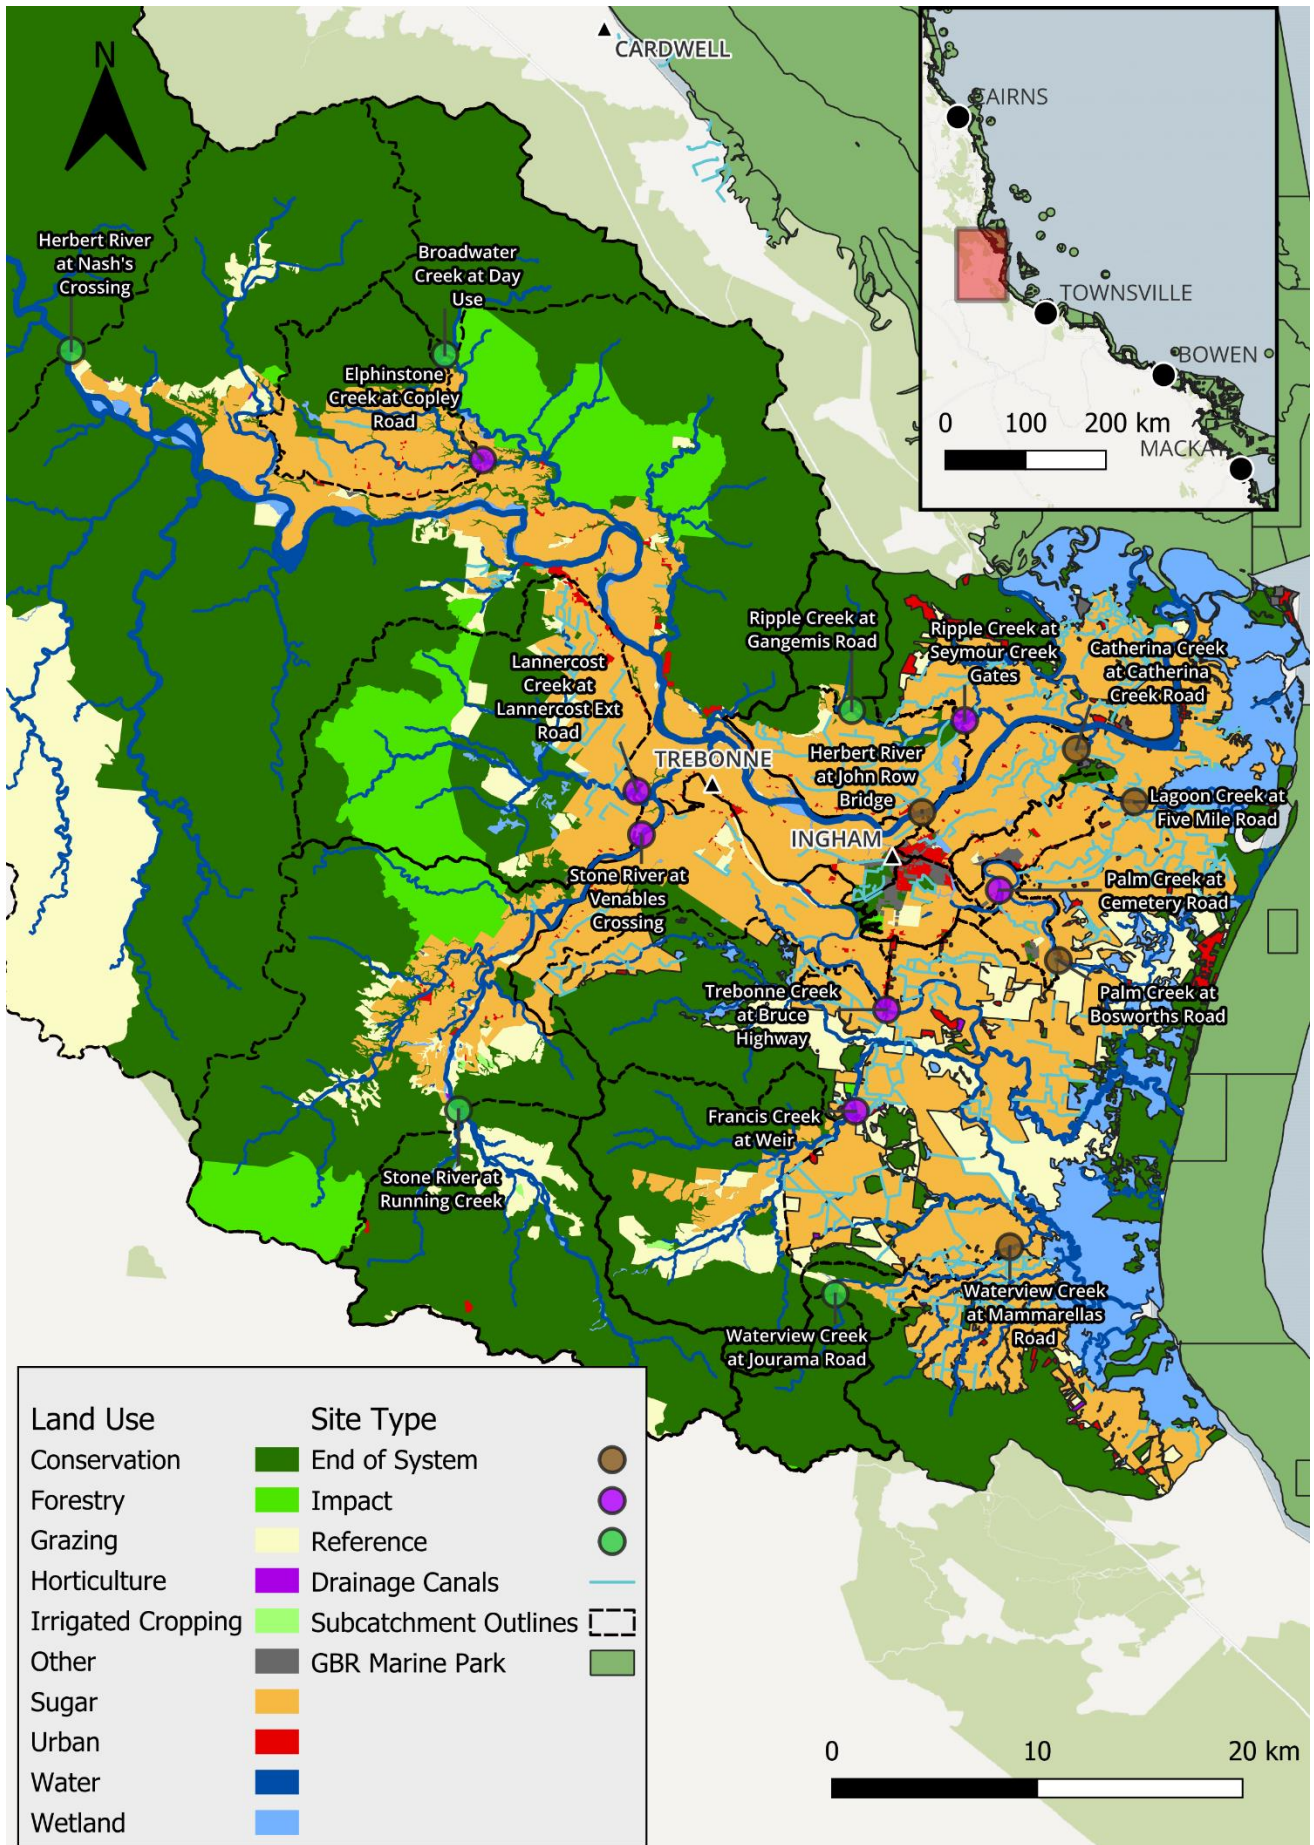 N
CARDWELL
CAIRNS
TOWNSVILLE
BOWEN
0 100 200 km
MACKAY
Herbert River
at Nash's
Crossing
Broadwater
Creek at Day
Use
Elphinstone
Creek at Copley
Road
Ripple Creek at
Gangemis Road
Ripple Creek at
Seymour Creek
Gates
Catherina Creek
at Catherina
Creek Road
Lannercost
Creek at
Lannercost Ext
Road
TREBONNE
Herbert River
at John Row
Bridge
Lagoon Creek at
Five Mile Road
INGHAM
Stone River at
Venables
Crossing
Palm Creek at
Cemetery Road
Trebonne Creek
at Bruce
Highway
Palm Creek at
Bosworths Road
Francis Creek
at Weir
Stone River at
Running Creek
Waterview Creek
at Mammarellas
Road
Waterview Creek
at Jourama Road
Land Use
Conservation
Forestry
Grazing
Horticulture
Irrigated Cropping
Other
Sugar
Urban
Water
Wetland
Site Type
End of System
Impact
Reference
Drainage Canals
Subcatchment Outlines
GBR Marine Park
0 10 20 km